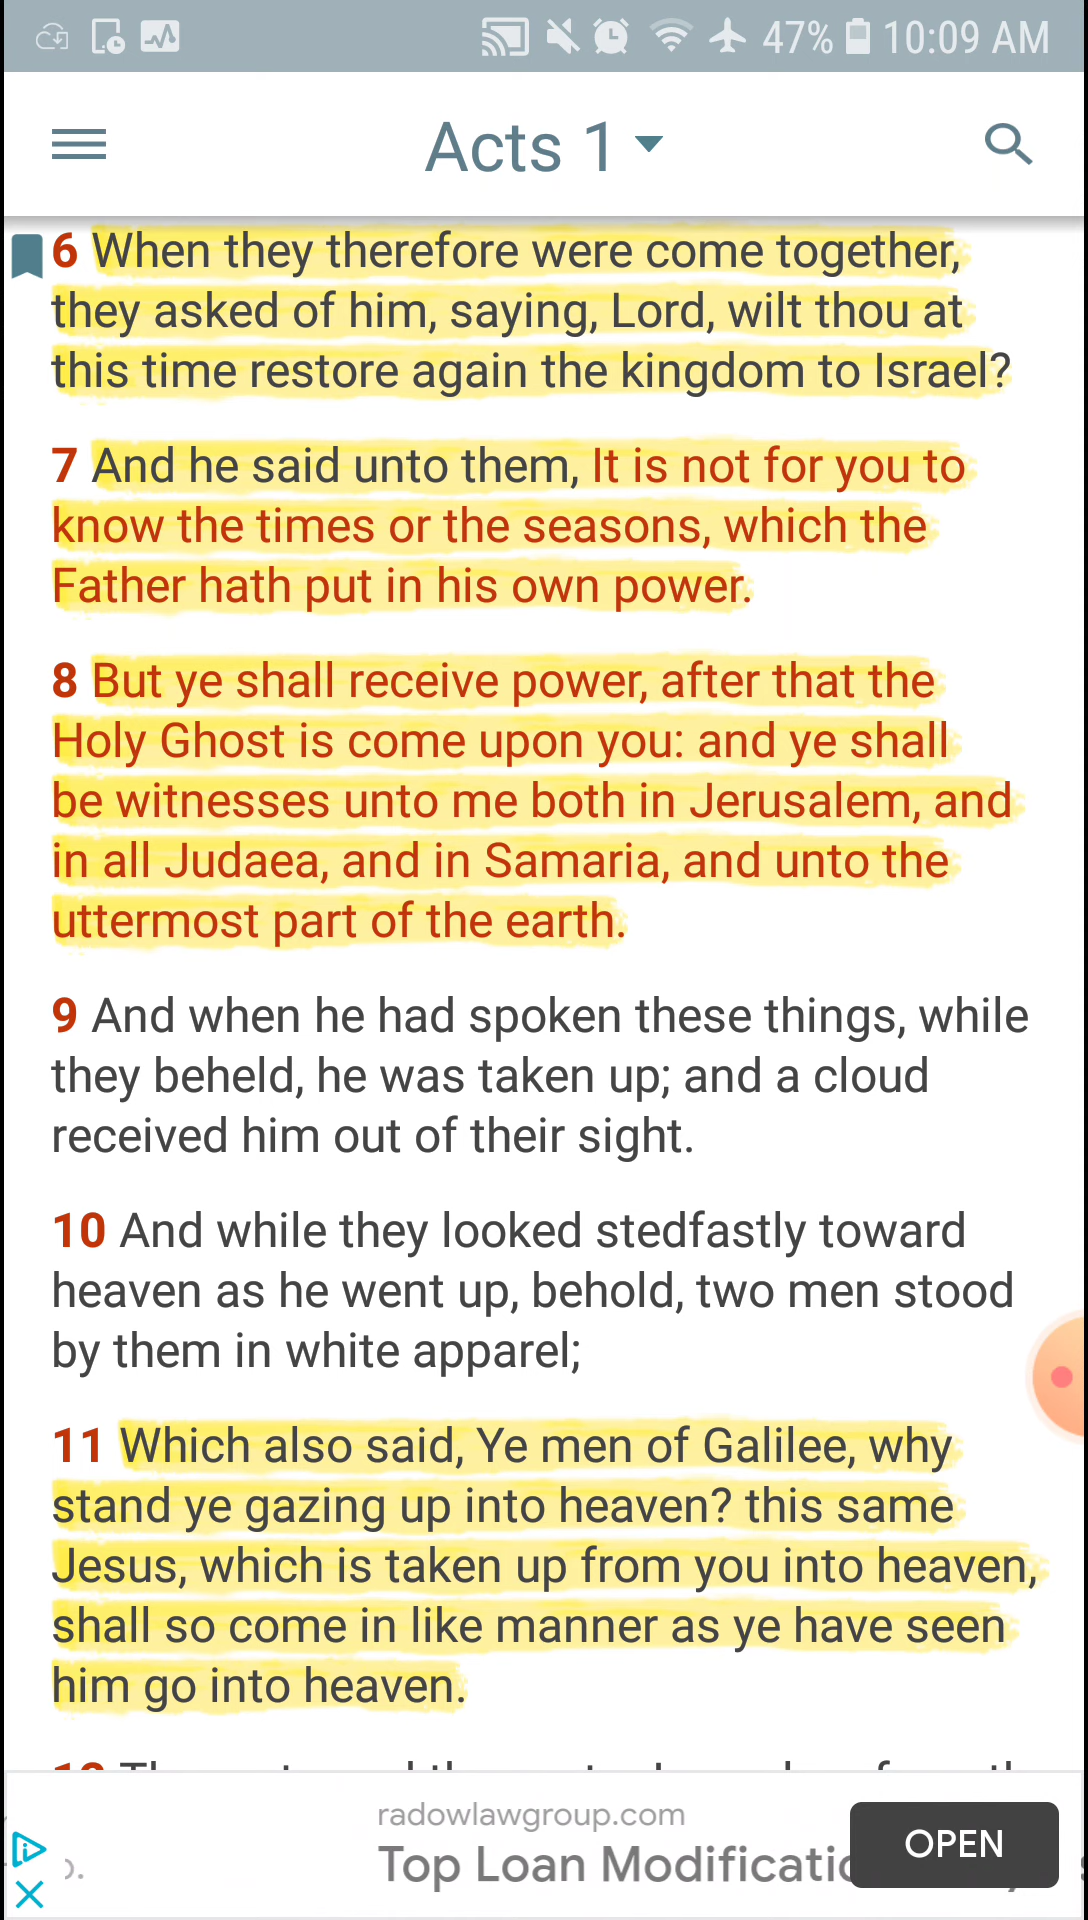 47% 10:09 AM
Acts 1
6 When they therefore were come together,
they asked of him, saying, Lord, wilt thou at
this time restore again the kingdom to Israel?
7 And he said unto them, It is not for you to
know the times or the seasons, which the
Father hath put in his own power.
8 But ye shall receive power, after that the
Holy Ghost is come upon you: and ye shall
be witnesses unto me both in Jerusalem, and
in all Judaea, and in Samaria, and unto the
uttermost part of the earth.
9 And when he had spoken these things, while
they beheld, he was taken up; and a cloud
received him out of their sight.
10 And while they looked stedfastly toward
heaven as he went up, behold, two men stood
by them in white apparel;
11 Which also said, Ye men of Galilee, why
stand ye gazing up into heaven? this same
Jesus, which is taken up from you into heaven,
shall so come in like manner as ye have seen
him go into heaven.
radowlawgroup.com
Top Loan
OPEN